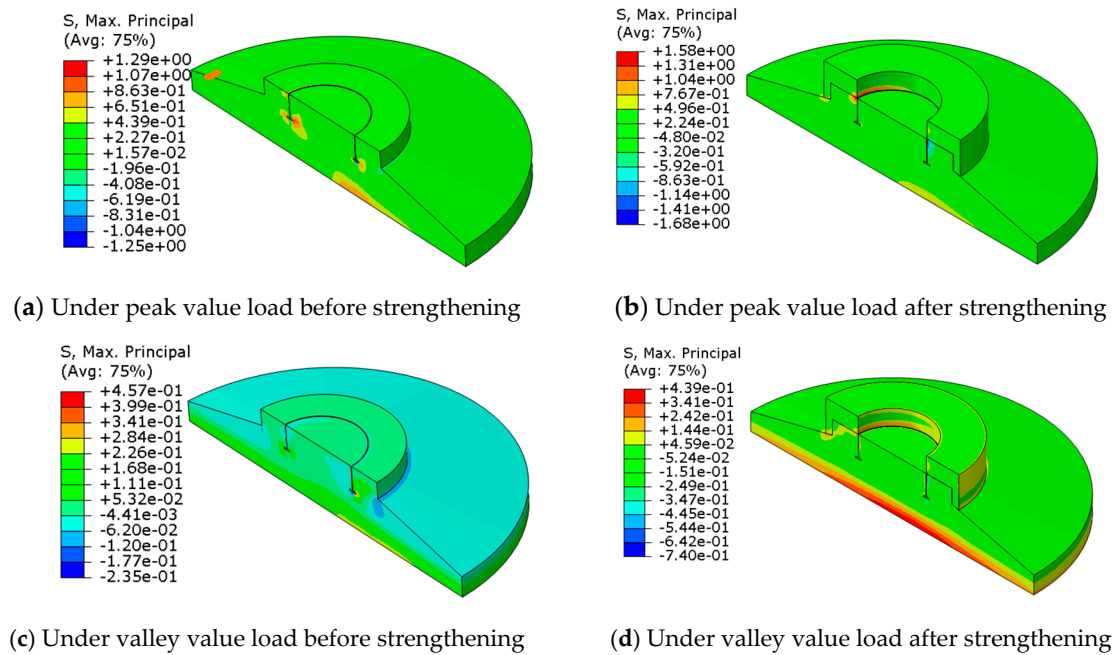 S, Max. Principal
(Avg: 75%)
+1.29e+00
+1.07e+00
+8.63e-01
+6.51e-01
+4.39e-01
+2.27e-01
+1.57e-02
-1.96e-01
-4.08e-01
-6.19e-01
-8.31e-01
-1.04e+00
-1.25e+00
(a) Under peak value load before strengthening
S, Max. Principal
(Avg: 75%)
+1.58e+00
+1.31e+00
+1.04e+00
+7.67e-01
+4.96e-01
+2.24e-01
-4.80e-02
-3.20e-01
-5.92e-01
-8.63e-01
-1.14e+00
-1.41e+00
-1.68e+00
(b) Under peak value load after strengthening
S, Max. Principal
(Avg: 75%)
+4.57e-01
+3.99e-01
+3.41e-01
+2.84e-01
+2.26e-01
+1.68e-01
+1.11e-01
+5.32e-02
-4.41e-03
-6.20e-02
-1.20e-01
-1.77e-01
-2.35e-01
(c) Under valley value load before strengthening
S, Max. Principal
(Avg: 75%)
+4.39e-01
+3.41e-01
+2.42e-01
+1.44e-01
+4.59e-02
-5.24e-02
-1.51e-01
-2.49e-01
-3.47e-01
-4.45e-01
-5.44e-01
-6.42e-01
-7.40e-01
(d) Under valley value load after strengthening